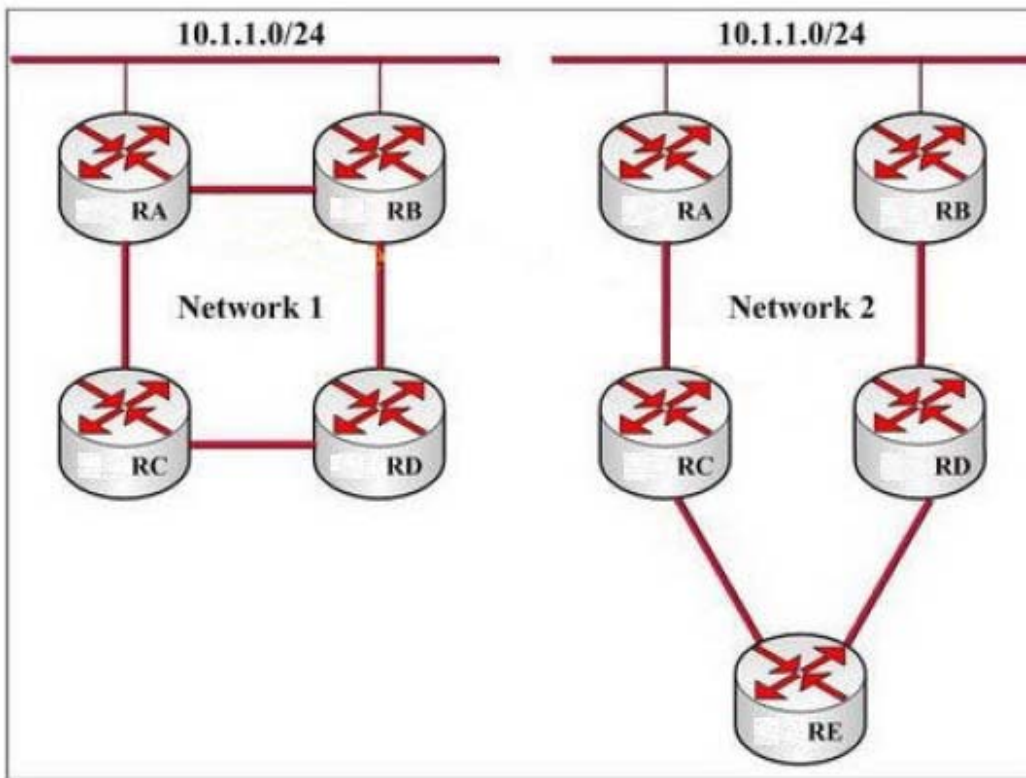 10.1.1.0/24
10.1.1.0/24
RA
RB
RA
RB
Network 1
Network 2
RC
RD
RC
RD
RE